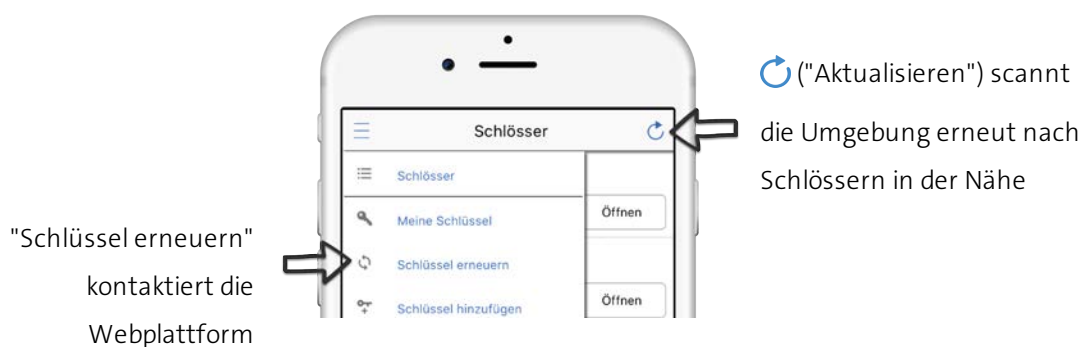 ("Aktualisieren") scannt
die Umgebung erneut nach
Schlössern in der Nähe
Schlösser
Schlösser
Meine Schlüssel
Schlüssel erneuern
Schlüssel hinzufügen
Öffnen
Öffnen
"Schlüssel erneuern"
kontaktiert die
Webplattform